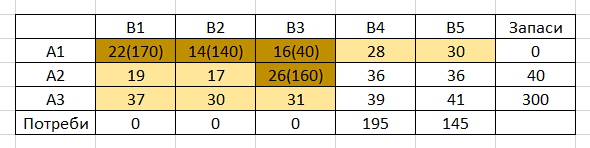 B1 B2 B3 B4 B5 Запаси
A1 22(170) 14(140) 16(40) 28 30 0
A2 19 17 26(160) 36 36 40
A3 37 30 31 39 41 300
Потреби 0 0 0 195 145